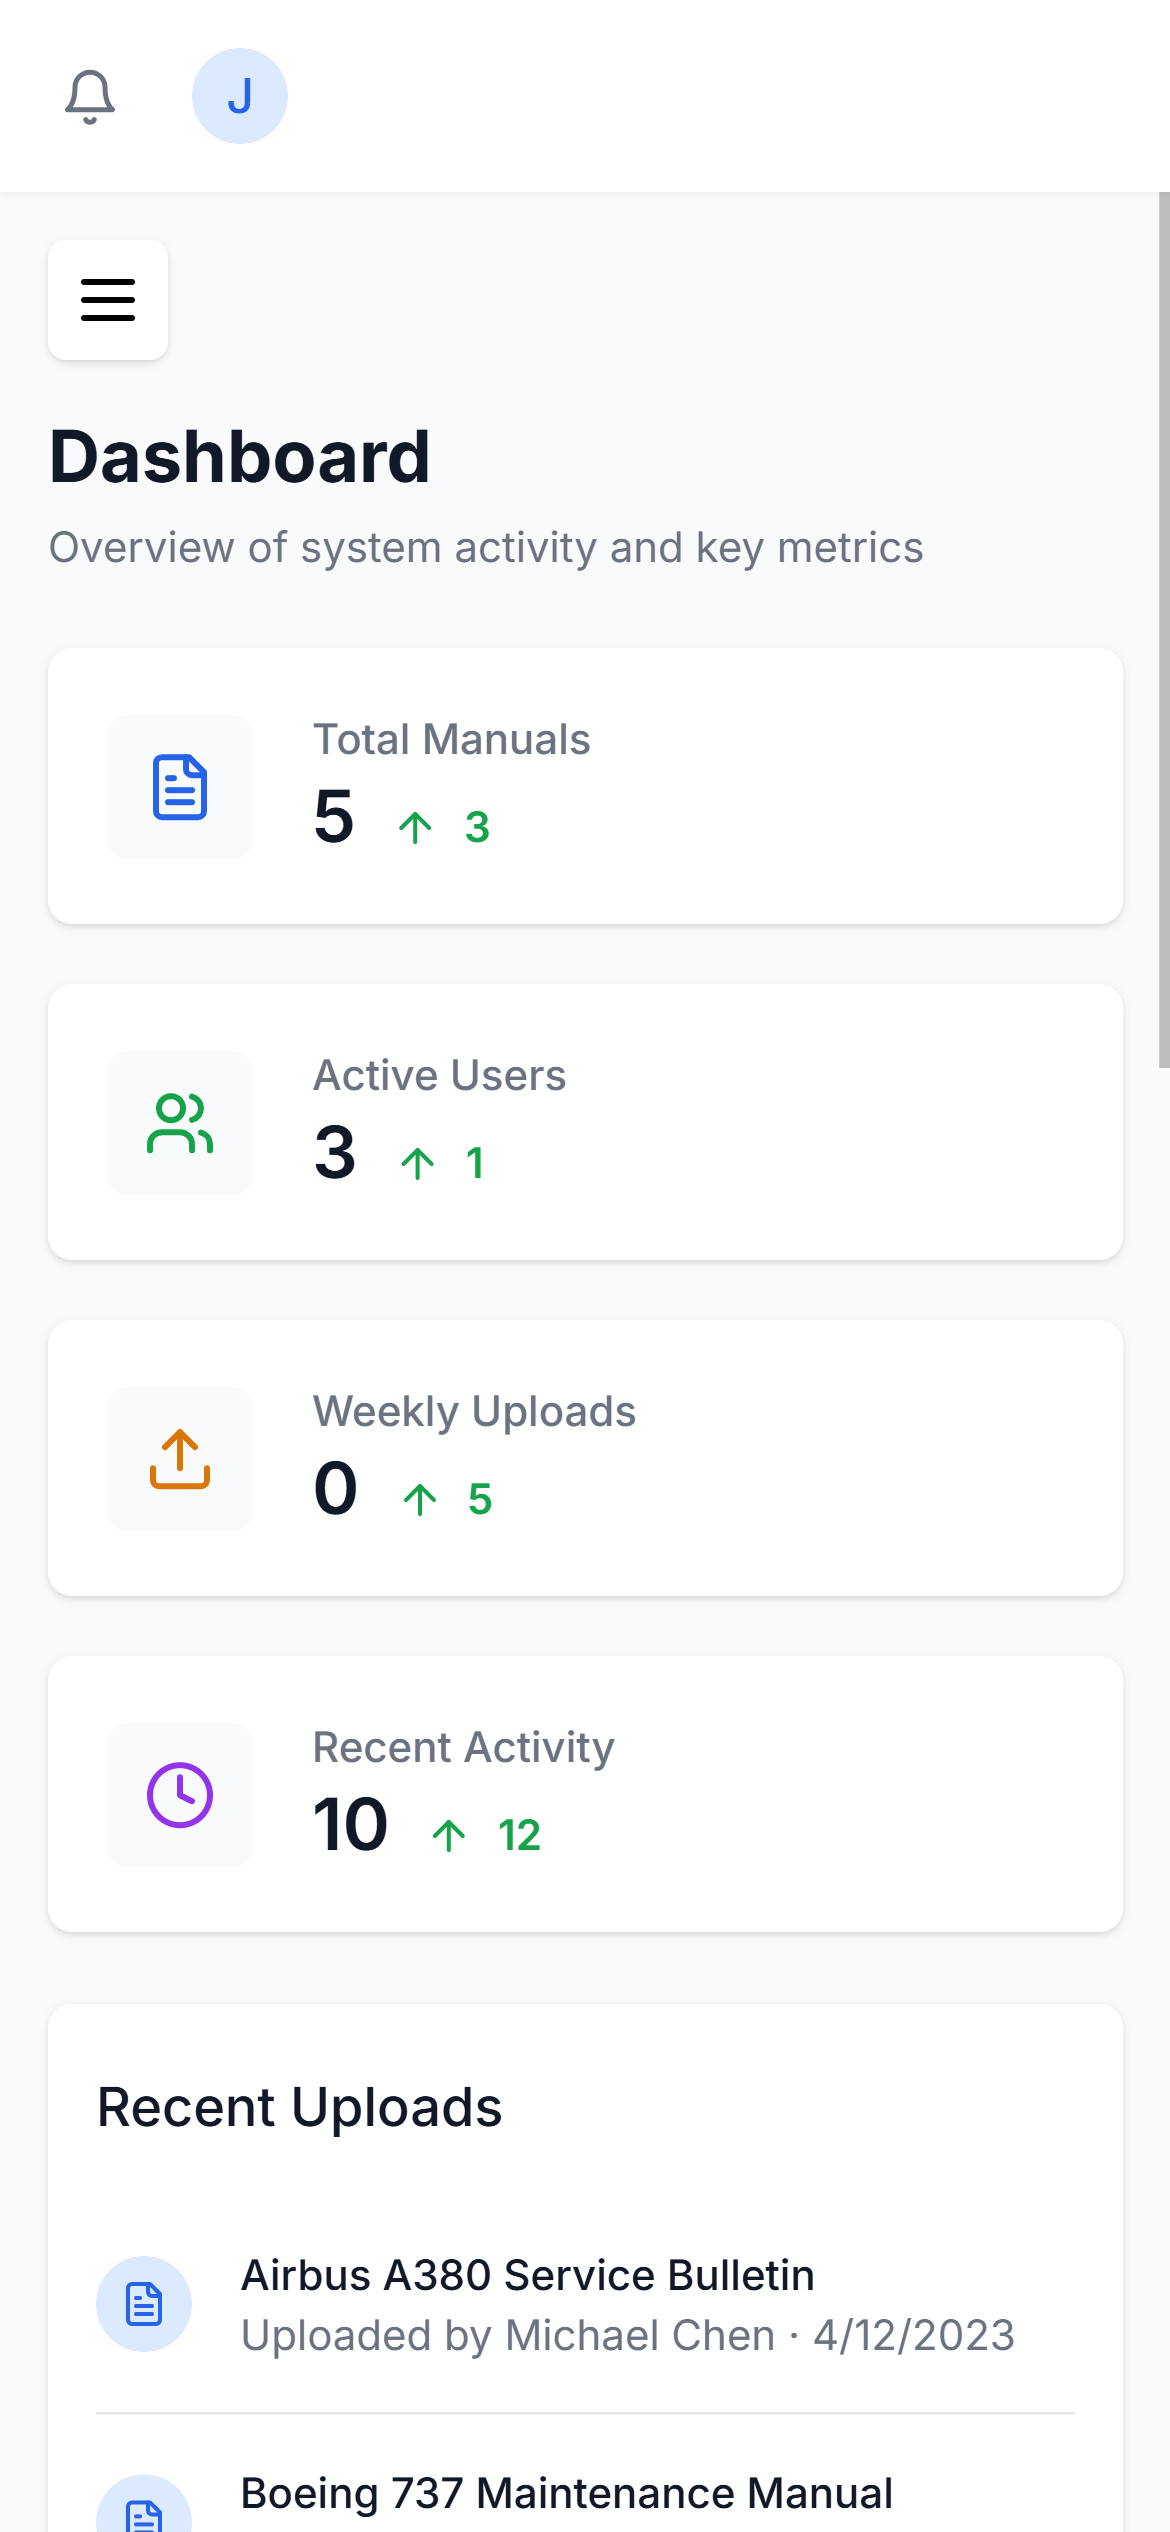 J
Dashboard
Overview of system activity and key metrics
Total Manuals
5 3
Active Users
3 1
Weekly Uploads
0 5
Recent Activity
10 12
Recent Uploads
Airbus A380 Service Bulletin
Uploaded by Michael Chen · 4/12/2023
Boeing 737 Maintenance Manual